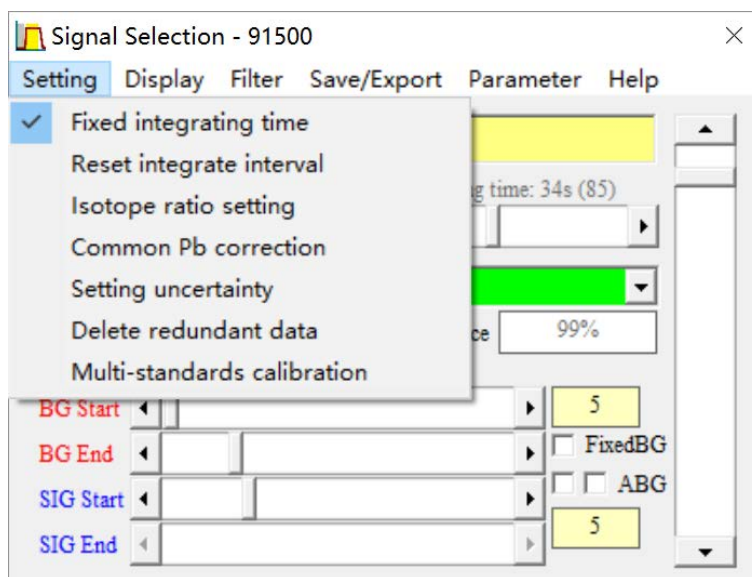 Signal Selection - 91500
Setting Display Filter Save/Export Parameter Help
Fixed integrating time
Reset integrate interval
time: 34s (85)
Isotope ratio setting
Common Pb correction
Setting uncertainty
Delete redundant data
99%
Multi-standards calibration
BG Start 5
BG End FixedBG
SIG Start ABG
SIG End 5